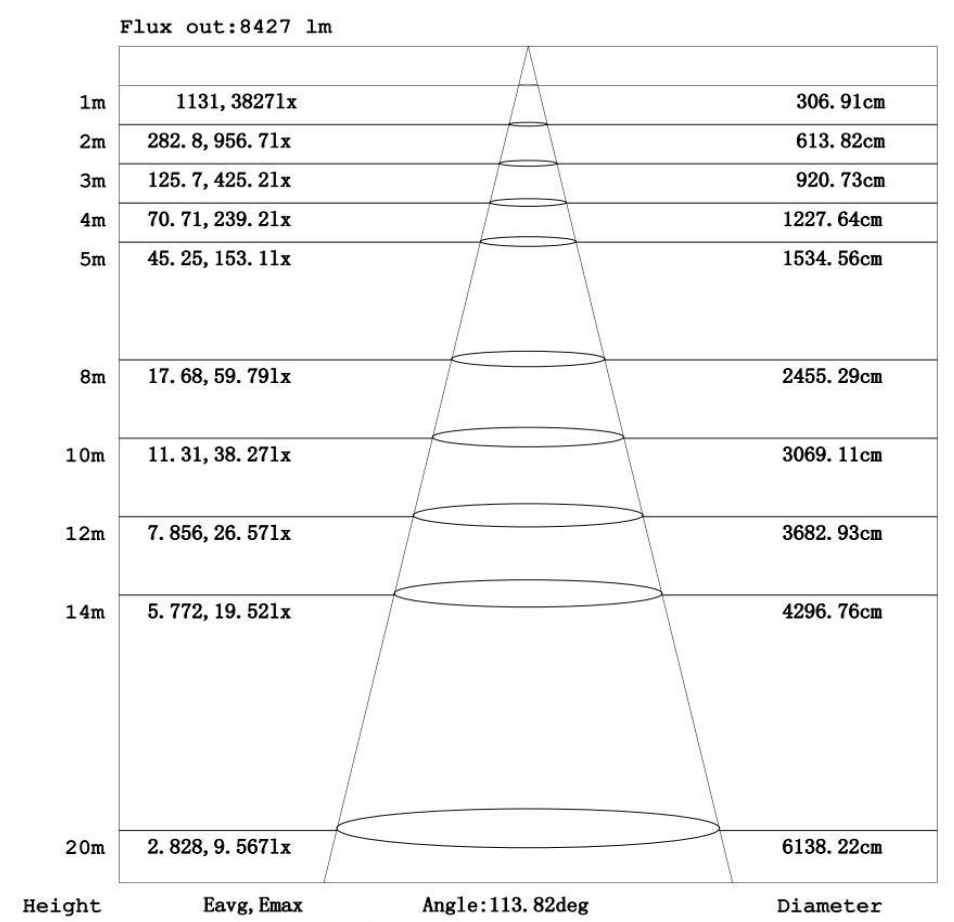 Flux out:8427 lm
1m 1131,3827lx 306.91cm
2m 282.8,956.7lx 613.82cm
3m 125.7,425.2lx 920.73cm
4m 70.71,239.2lx 1227.64cm
5m 45.25,153.1lx 1534.56cm
8m 17.68,59.79lx 2455.29cm
10m 11.31,38.27lx 3069.11cm
12m 7.856,26.57lx 3682.93cm
14m 5.772,19.52lx 4296.76cm
20m 2.828,9.567lx 6138.22cm
Height Eavg,Emax Angle:113.82deg Diameter